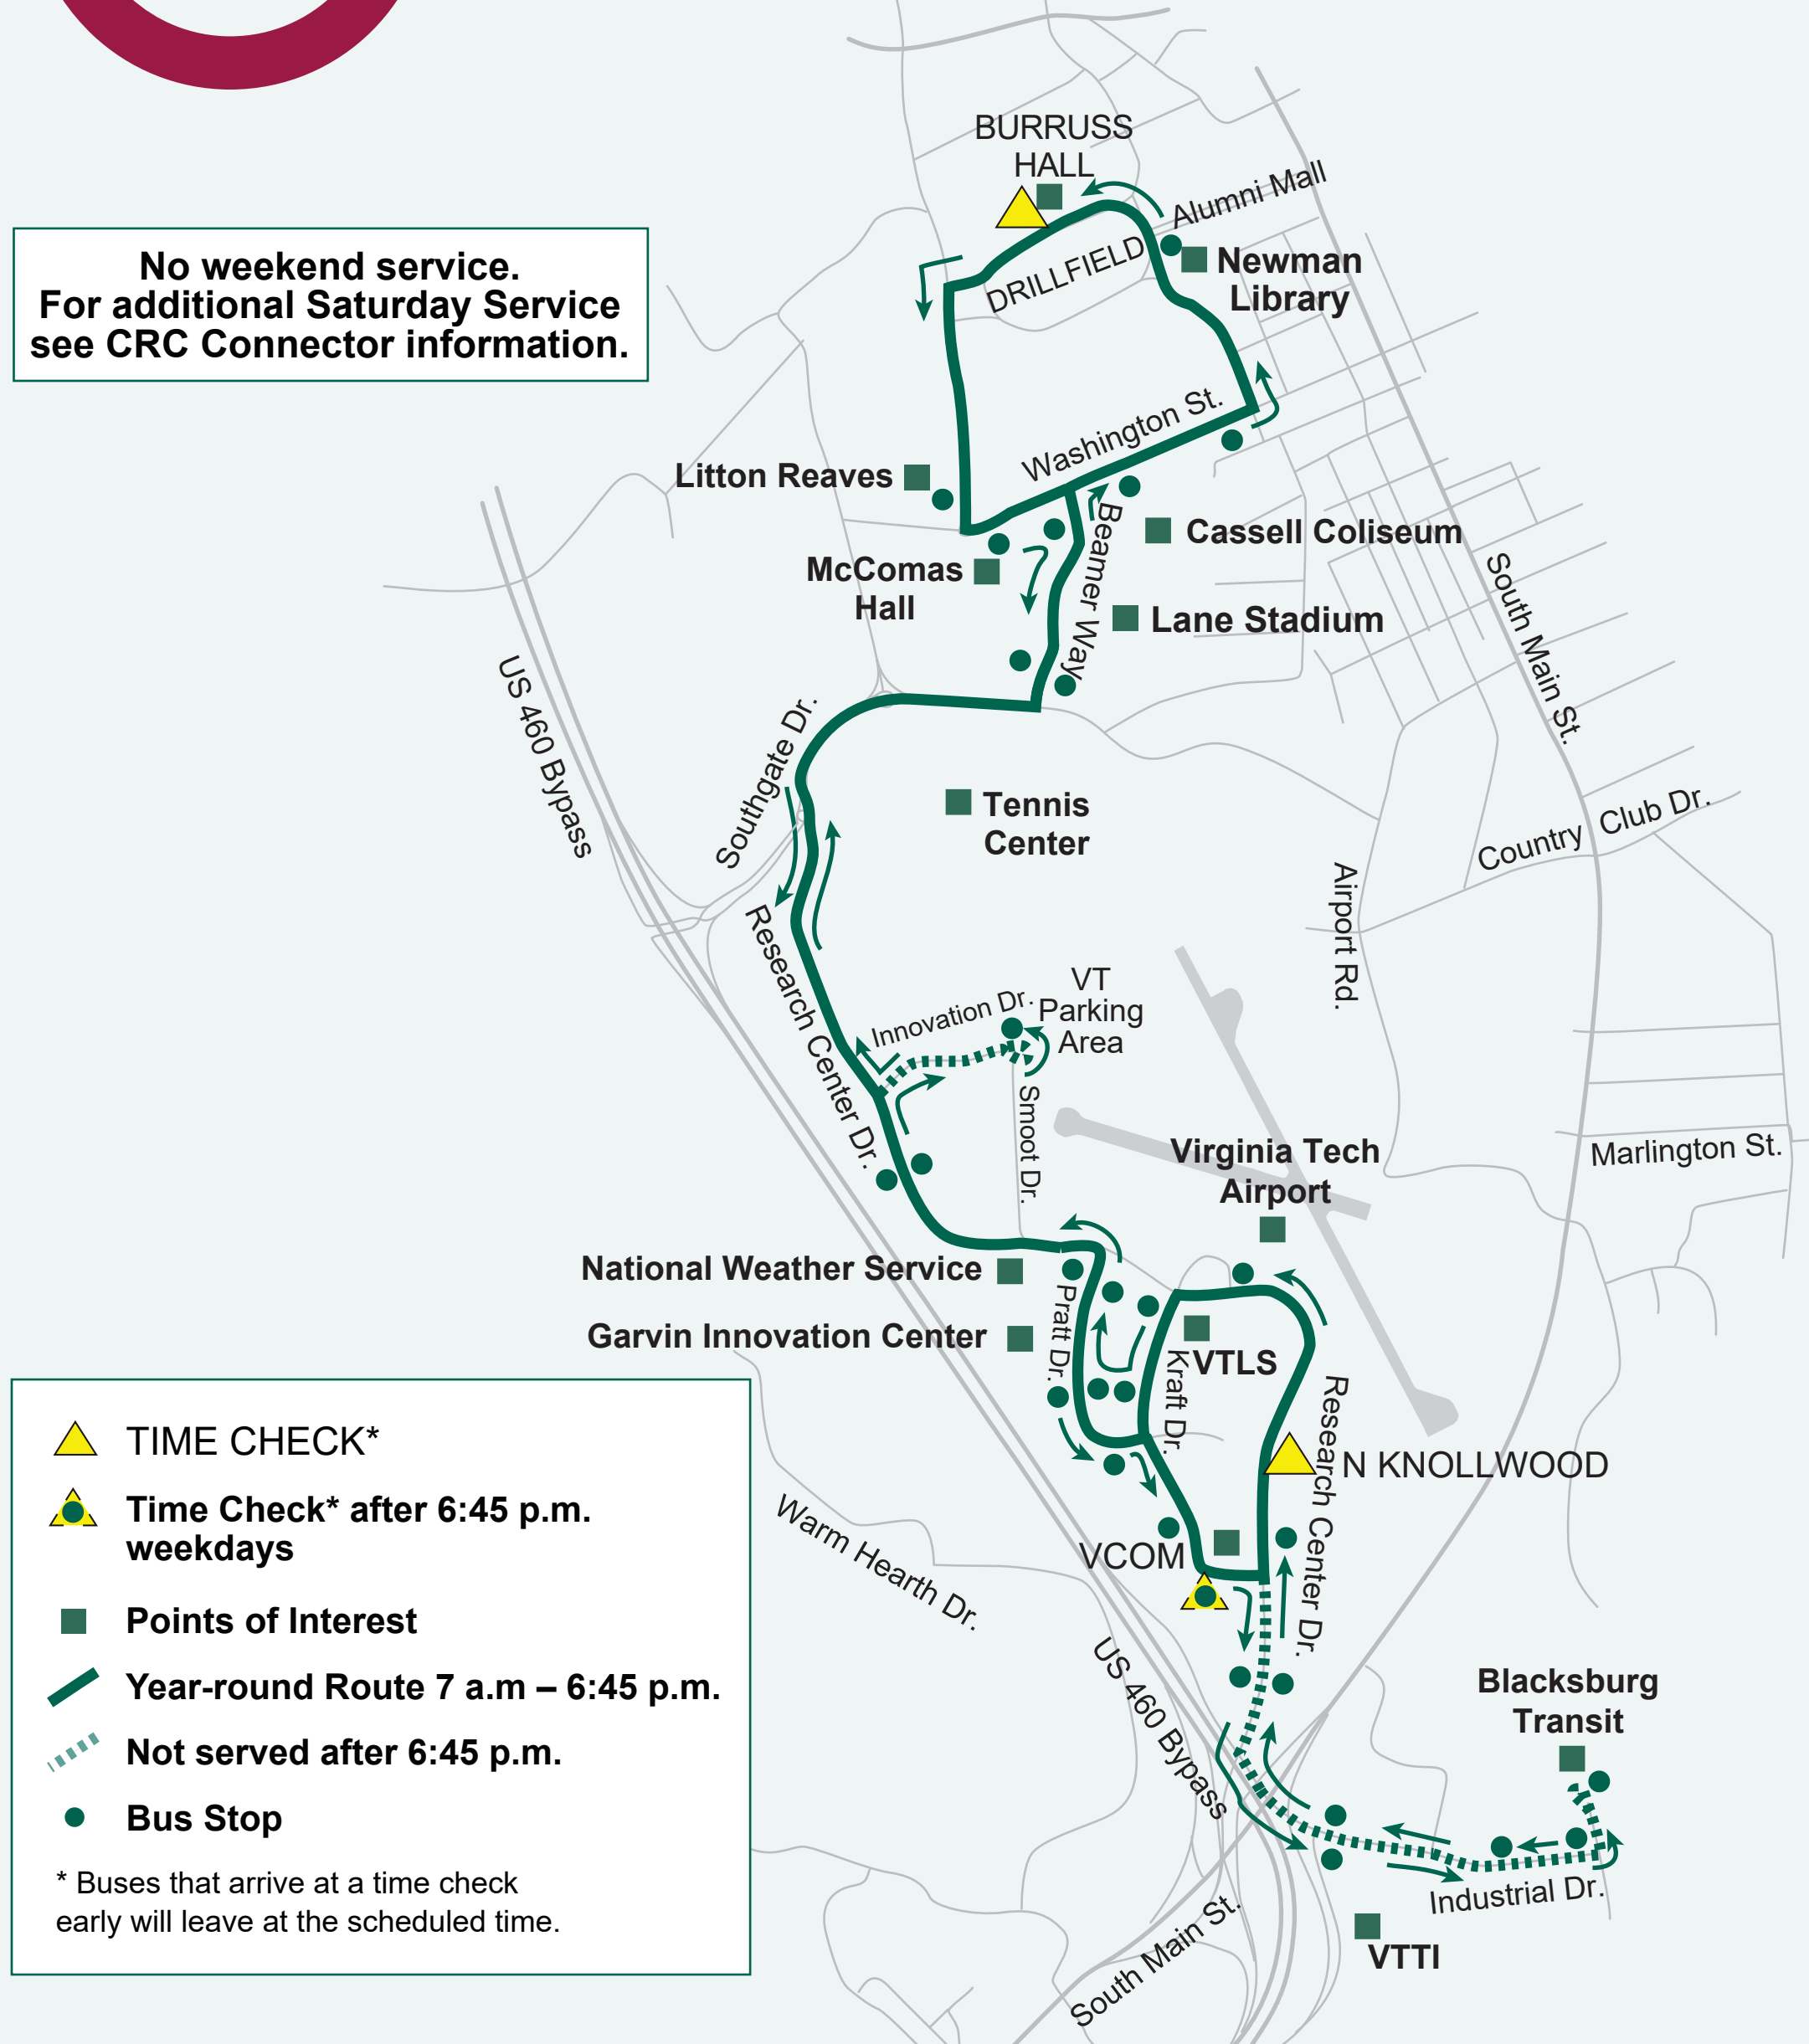 BURRUSS
HALL
Alumni Mall
No weekend service.
For additional Saturday Service
see CRC Connector information.
DRILLFIELD
Newman
Library
Washington St.
Litton Reaves
Beamer Way
Cassell Coliseum
McComas
Hall
Lane Stadium
South Main St.
US 460 Bypass
Southgate Dr.
Tennis
Center
Country Club Dr.
Airport Rd.
Research Center Dr.
Innovation Dr.
VT
Parking
Area
Smoot Dr.
Marlington St.
Virginia Tech
Airport
National Weather Service
Pratt Dr.
Garvin Innovation Center
Kraft Dr.
VTLS
Research Center Dr.
N KNOLLWOOD
TIME CHECK*
Time Check* after 6:45 p.m.
weekdays
Points of Interest
Year-round Route 7 a.m – 6:45 p.m.
Not served after 6:45 p.m.
Bus Stop
* Buses that arrive at a time check
early will leave at the scheduled time.
Warm Hearth Dr.
VCOM
US 460 Bypass
Blacksburg
Transit
Industrial Dr.
South Main St.
VTTI